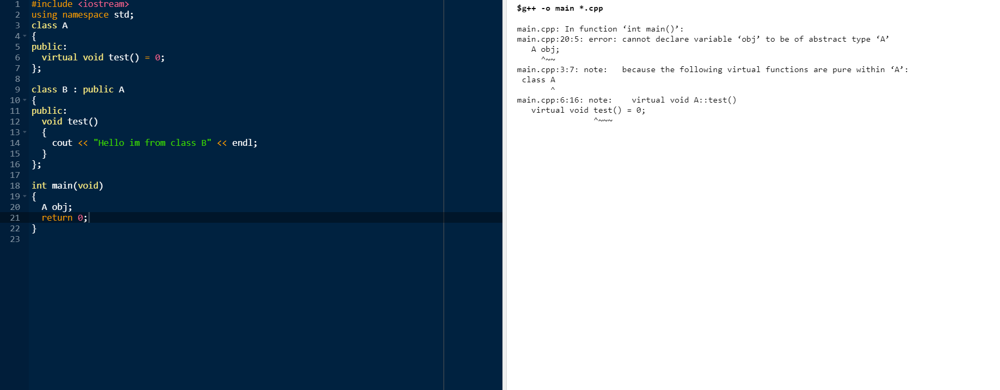 1 #include <iostream>
2 using namespace std;
3 class A
4 {
5 public:
6   virtual void test() = 0;
7 };
8
9 class B : public A
10 {
11 public:
12   void test()
13   {
14     cout << "Hello im from class B" << endl;
15   }
16 };
17
18 int main(void)
19 {
20   A obj;
21   return 0;
22 }
23
$g++ -o main *.cpp
main.cpp: In function ‘int main()’:
main.cpp:20:5: error: cannot declare variable ‘obj’ to be of abstract type ‘A’
   A obj;
     ^~~
main.cpp:3:7: note:   because the following virtual functions are pure within ‘A’:
 class A
       ^
main.cpp:6:16: note:    virtual void A::test()
   virtual void test() = 0;
                ^~~~